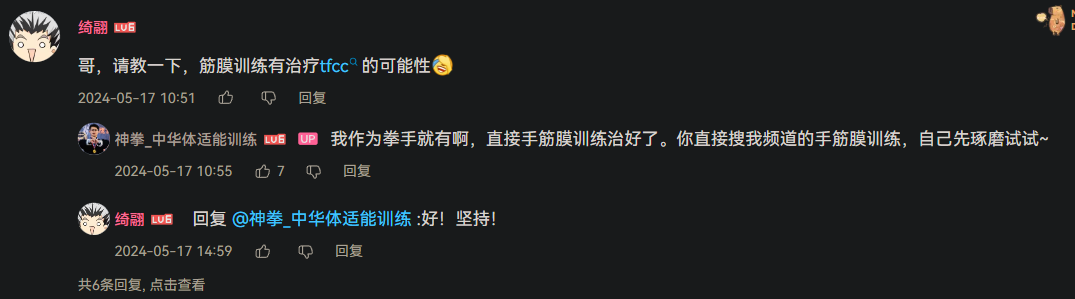 绮翮 LV6
哥，请教一下，筋膜训练有治疗tfcc 的可能性
2024-05-17 10:51 回复
神拳_中华体适能训练 LV6 UP 我作为拳手就有啊，直接手筋膜训练治好了。你直接搜我频道的手筋膜训练，自己先琢磨试试~
2024-05-17 10:55 7 回复
绮翮 LV6 回复 @神拳_中华体适能训练 :好！坚持！
2024-05-17 14:59 回复
共6条回复, 点击查看